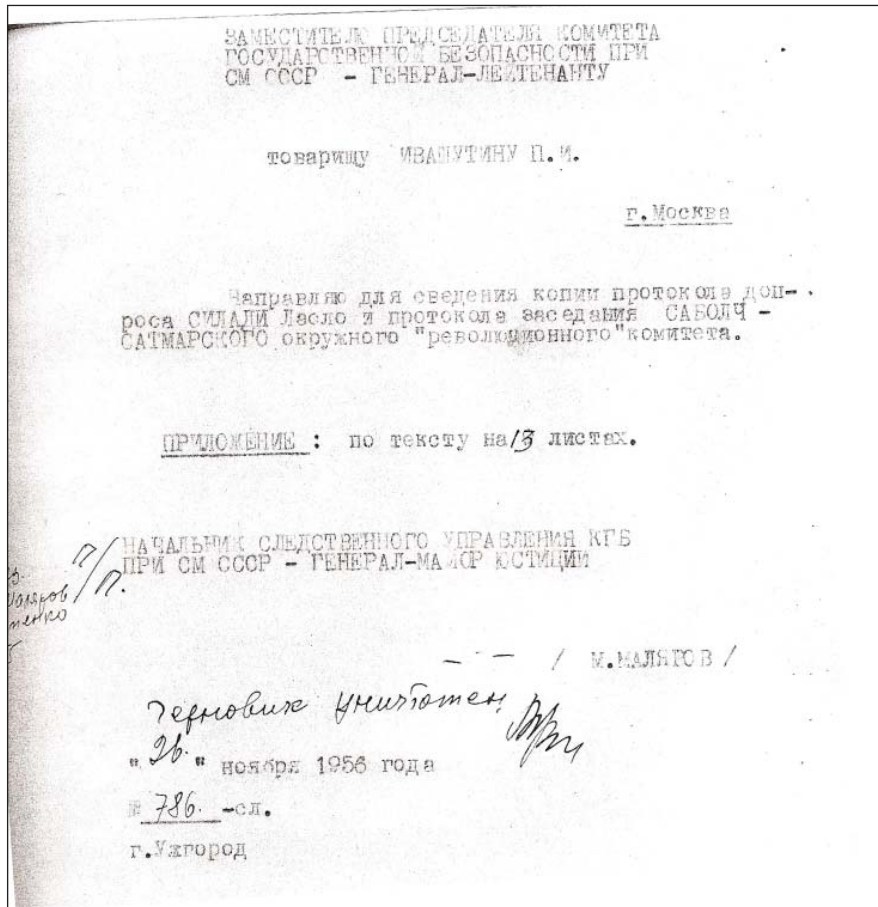 ЗАМЕСТИТЕЛЮ ПРЕДСЕДАТЕЛЯ КОМИТЕТА
ГОСУДАРСТВЕННОЙ БЕЗОПАСНОСТИ ПРИ
СМ СССР - ГЕНЕРАЛ-ЛЕЙТЕНАНТУ
товарищу ИВАШУТИНУ П.И.
г.Москва
Направляю для сведения копии протокола доп-
роса СИЛАДИ Ласло и протокола заседания САБОЛЧ -
САТМАРСКОГО окружного "революционного" комитета.
ПРИЛОЖЕНИЕ : по тексту на 13 листах.
П/П.
НАЧАЛЬНИК СЛЕДСТВЕННОГО УПРАВЛЕНИЯ КГБ
ПРИ СМ СССР - ГЕНЕРАЛ-МАЙОР ЮСТИЦИИ
/ М.МАЛЯРОВ /
Черновик уничтожен
"26." ноября 1956 года
№ 786. -сл.
г.Ужгород